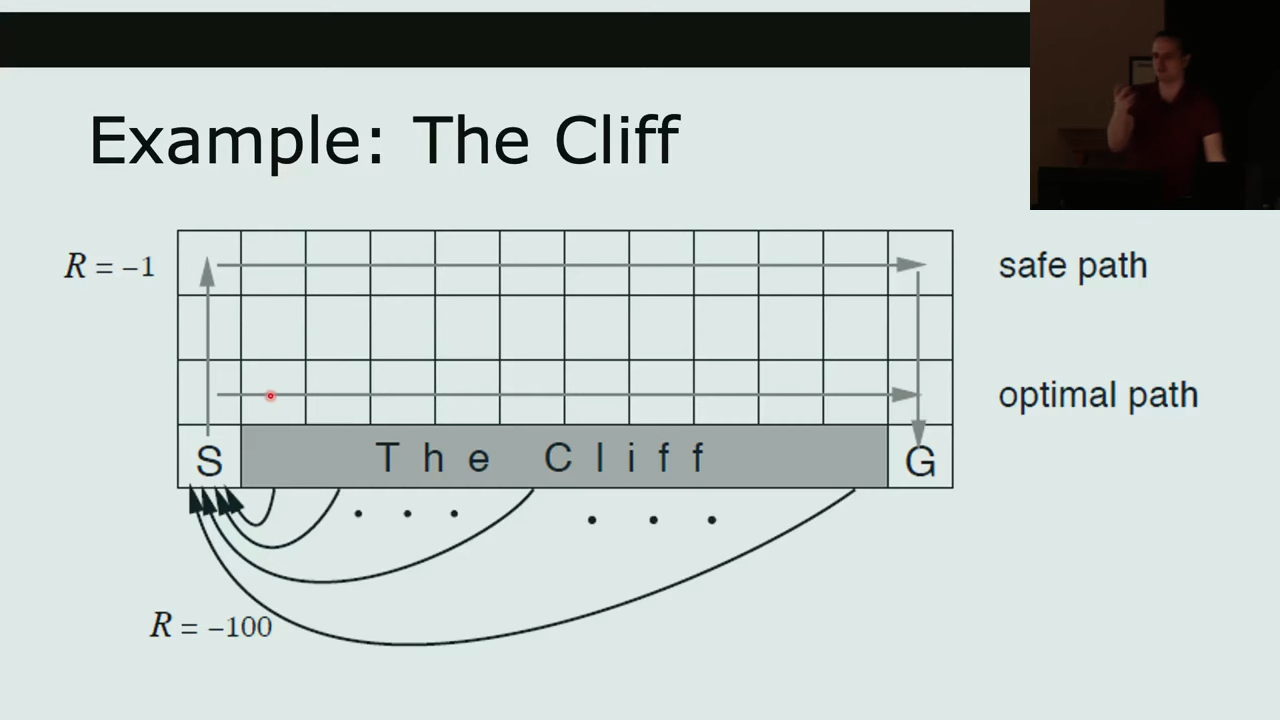 Example: The Cliff
R = −1
safe path
optimal path
S
T h e C l i f f
G
R = −100